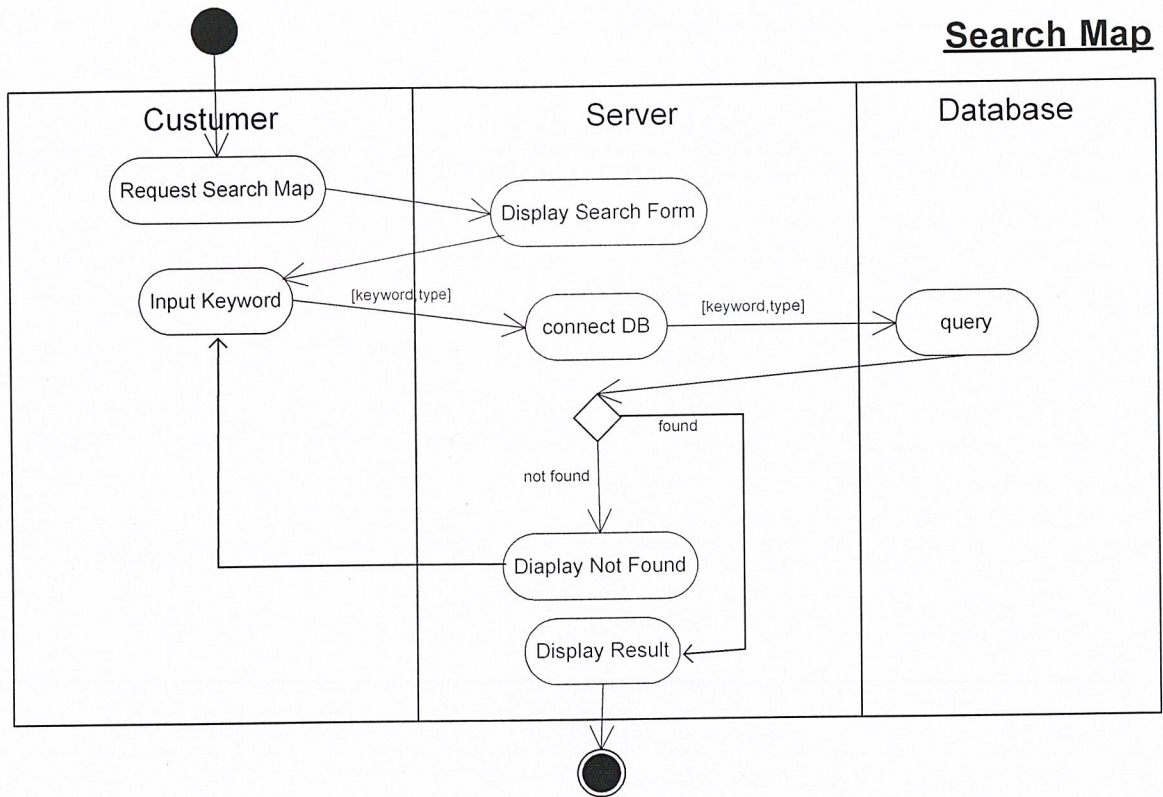 Search Map
Custumer
Server
Database
Request Search Map
Display Search Form
Input Keyword
[keyword,type]
connect DB
[keyword,type]
query
found
not found
Diaplay Not Found
Display Result